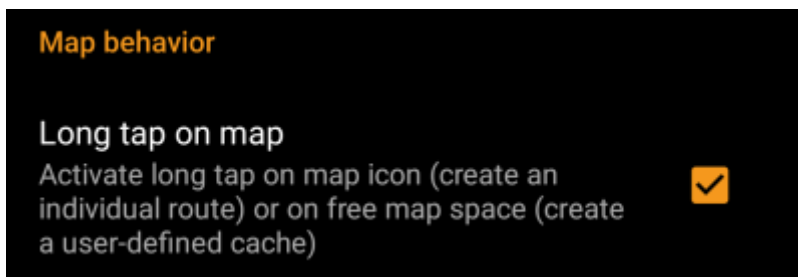 Map behavior
Long tap on map
Activate long tap on map icon (create an
individual route) or on free map space (create
a user-defined cache)